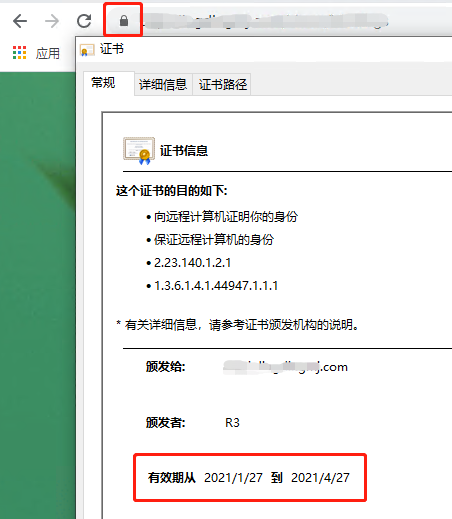 证书
应用
常规 详细信息 证书路径
证书信息
这个证书的目的如下:
• 向远程计算机证明你的身份
• 保证远程计算机的身份
• 2.23.140.1.2.1
• 1.3.6.1.4.1.44947.1.1.1
* 有关详细信息，请参考证书颁发机构的说明。
颁发给: .com
颁发者: R3
有效期从 2021/1/27 到 2021/4/27